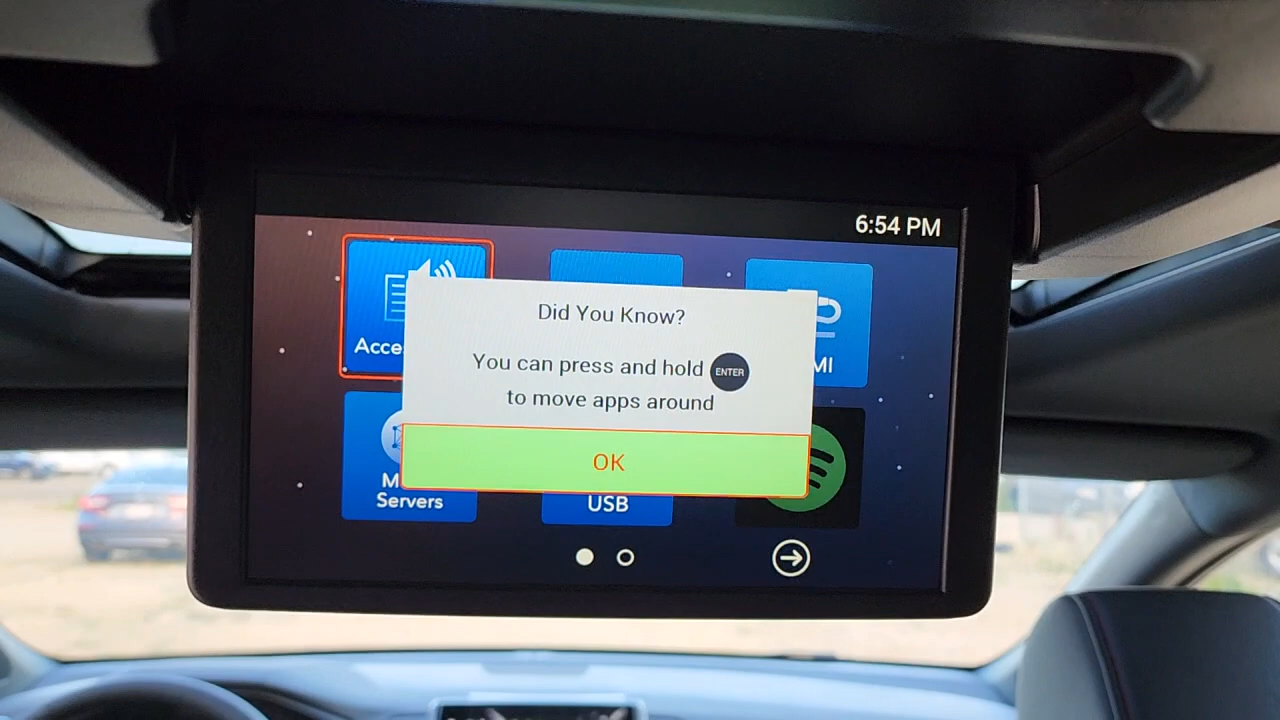 6:54 PM
Did You Know?
You can press and hold ENTER
to move apps around
OK
Servers
USB